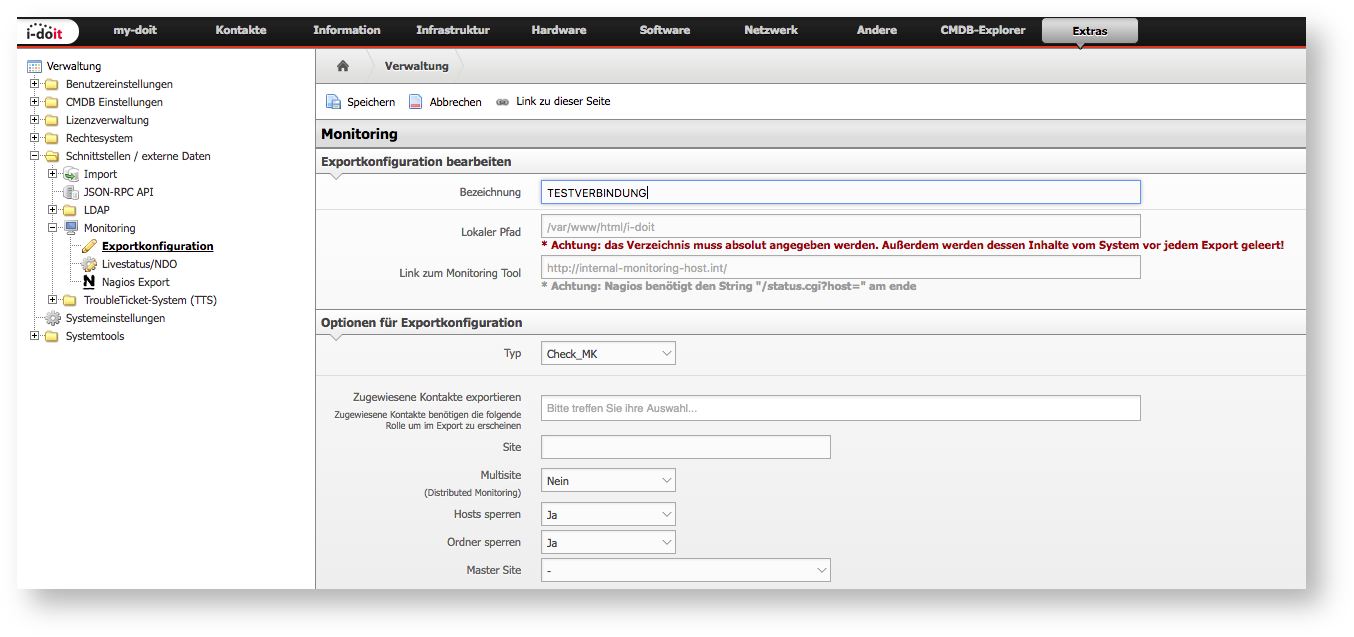 i-doit
my-doit Kontakte Information Infrastruktur Hardware Software Netzwerk Andere CMDB-Explorer Extras
Verwaltung
Benutzereinstellungen
CMDB Einstellungen
Lizenzverwaltung
Rechtesystem
Schnittstellen / externe Daten
Import
JSON-RPC API
LDAP
Monitoring
Exportkonfiguration
Livestatus/NDO
Nagios Export
TroubleTicket-System (TTS)
Systemeinstellungen
Systemtools
Verwaltung
Speichern Abbrechen Link zu dieser Seite
Monitoring
Exportkonfiguration bearbeiten
Bezeichnung TESTVERBINDUNG
Lokaler Pfad /var/www/html/i-doit
* Achtung: das Verzeichnis muss absolut angegeben werden. Außerdem werden dessen Inhalte vom System vor jedem Export geleert!
Link zum Monitoring Tool http://internal-monitoring-host.int/
* Achtung: Nagios benötigt den String "/status.cgi?host=" am ende
Optionen für Exportkonfiguration
Typ Check_MK
Zugewiesene Kontakte exportieren Bitte treffen Sie ihre Auswahl...
Zugewiesene Kontakte benötigen die folgende
Rolle um im Export zu erscheinen
Site
Multisite Nein
(Distributed Monitoring)
Hosts sperren Ja
Ordner sperren Ja
Master Site -